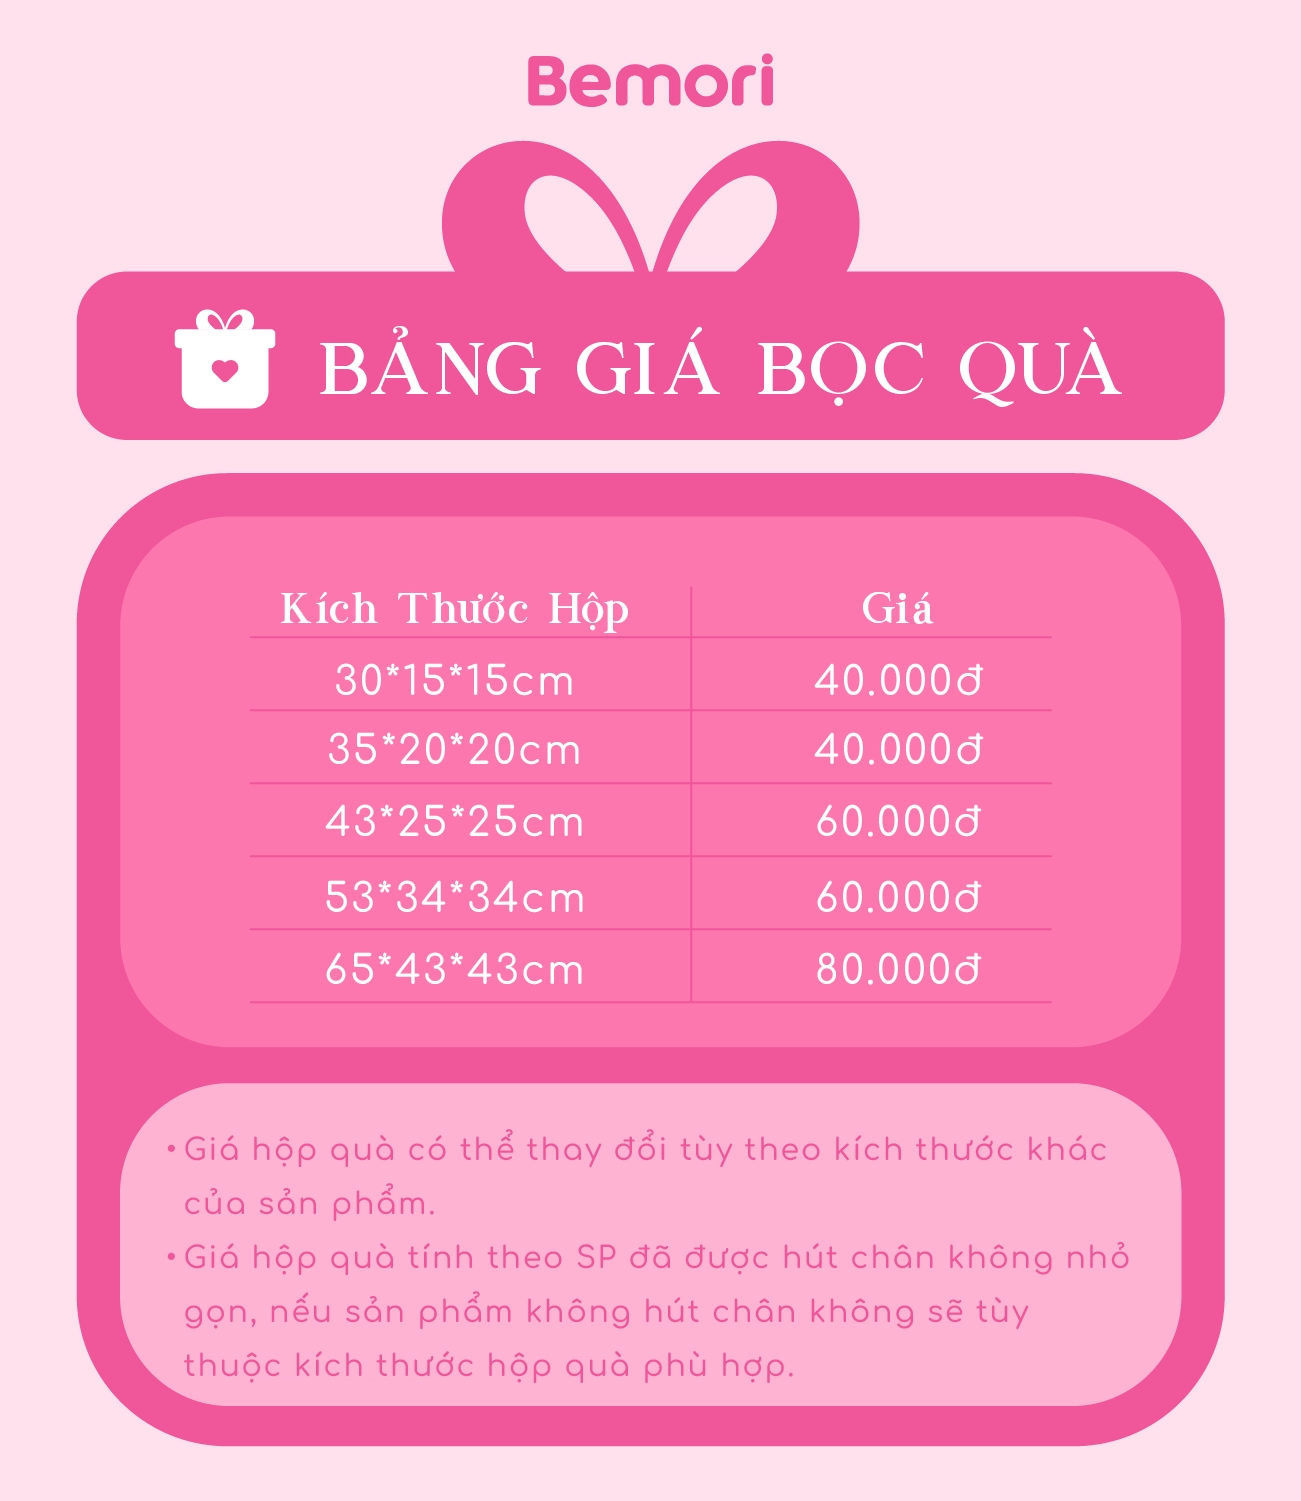 Bemori
BẢNG GIÁ BỌC QUÀ
Kích Thước Hộp Giá
30*15*15cm 40.000đ
35*20*20cm 40.000đ
43*25*25cm 60.000đ
53*34*34cm 60.000đ
65*43*43cm 80.000đ
• Giá hộp quà có thể thay đổi tùy theo kích thước khác
của sản phẩm.
• Giá hộp quà tính theo SP đã được hút chân không nhỏ
gọn, nếu sản phẩm không hút chân không sẽ tùy
thuộc kích thước hộp quà phù hợp.